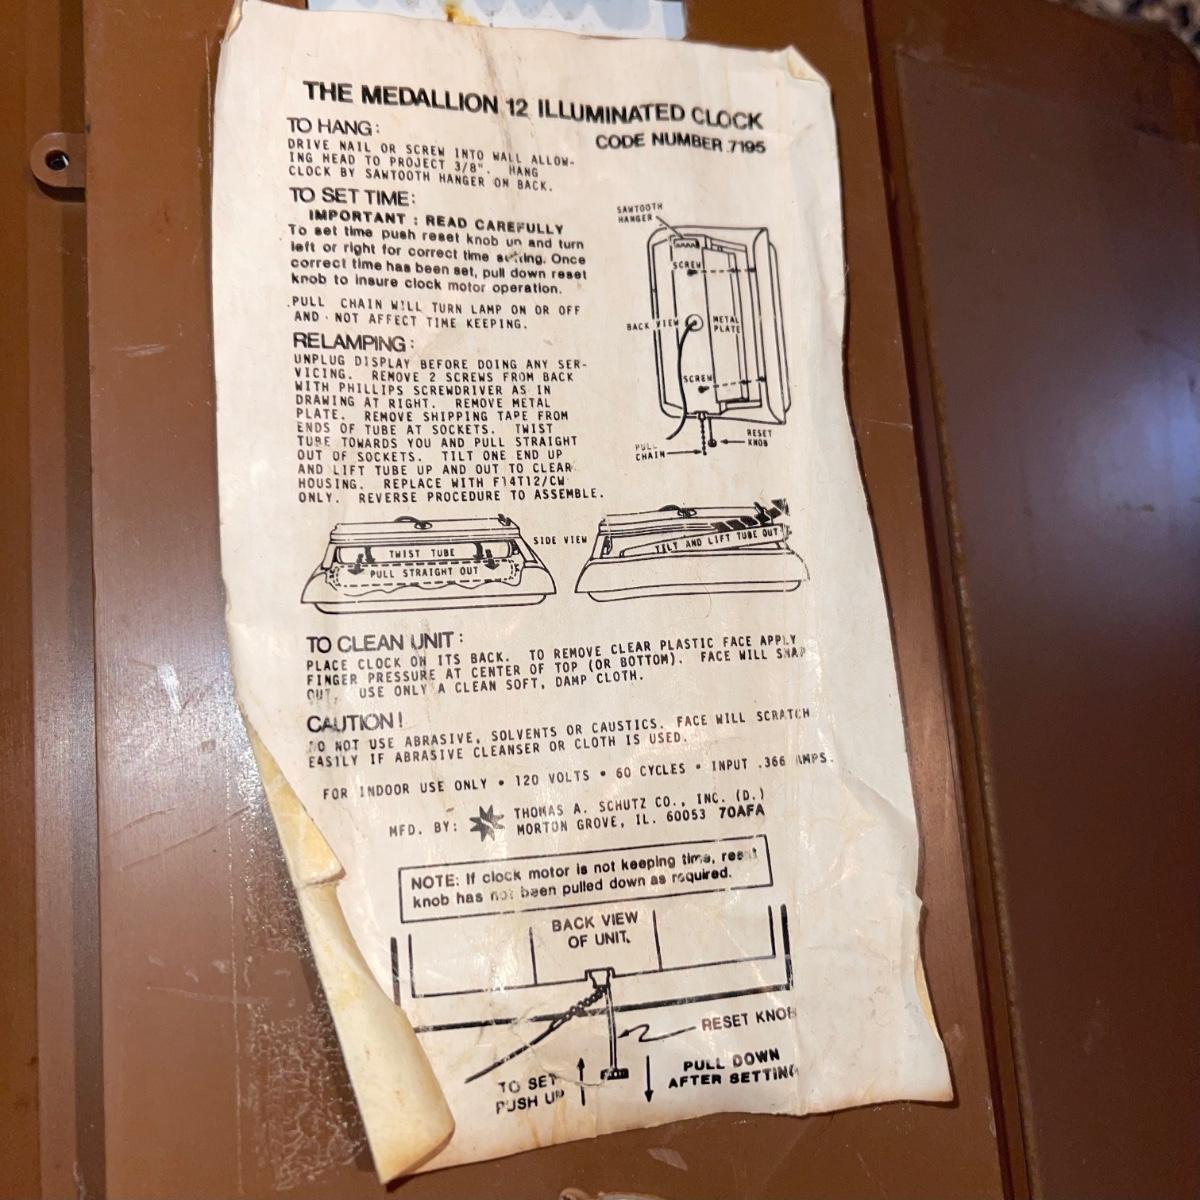 THE MEDALLION 12 ILLUMINATED CLOCK
CODE NUMBER 7195
TO HANG:
DRIVE NAIL OR SCREW INTO WALL ALLOW-
ING HEAD TO PROJECT 3/8". HANG
CLOCK BY SAWTOOTH HANGER ON BACK.
TO SET TIME:
IMPORTANT : READ CAREFULLY
To set time push reset knob up and turn
left or right for correct time setting. Once
correct time has been set, pull down reset
knob to insure clock motor operation.
PULL CHAIN WILL TURN LAMP ON OR OFF
AND NOT AFFECT TIME KEEPING.
RELAMPING:
UNPLUG DISPLAY BEFORE DOING ANY SER-
VICING. REMOVE 2 SCREWS FROM BACK
WITH PHILLIPS SCREWDRIVER AS IN
DRAWING AT RIGHT. REMOVE METAL
PLATE. REMOVE SHIPPING TAPE FROM
ENDS OF TUBE AT SOCKETS. TWIST
TUBE TOWARDS YOU AND PULL STRAIGHT
OUT OF SOCKETS. TILT ONE END UP
AND LIFT TUBE UP AND OUT TO CLEAR
HOUSING. REPLACE WITH F14T12/CW
ONLY. REVERSE PROCEDURE TO ASSEMBLE.
SAWTOOTH
HANGER
SCREW
BACK VIEW
METAL
PLATE
SCREW
PULL
CHAIN
RESET
KNOB
TWIST TUBE
PULL STRAIGHT OUT
SIDE VIEW
TILT AND LIFT TUBE OUT
TO CLEAN UNIT:
PLACE CLOCK ON ITS BACK. TO REMOVE CLEAR PLASTIC FACE APPLY
FINGER PRESSURE AT CENTER OF TOP (OR BOTTOM). FACE WILL SNAP
OUT. USE ONLY A CLEAN SOFT, DAMP CLOTH.
CAUTION!
DO NOT USE ABRASIVE, SOLVENTS OR CAUSTICS. FACE WILL SCRATCH
EASILY IF ABRASIVE CLEANSER OR CLOTH IS USED.
FOR INDOOR USE ONLY • 120 VOLTS • 60 CYCLES • INPUT .366 AMPS.
MFD. BY: THOMAS A. SCHUTZ CO., INC. (D.)
MORTON GROVE, IL. 60053 70AFA
NOTE: If clock motor is not keeping time, reset
knob has not been pulled down as required.
BACK VIEW
OF UNIT.
RESET KNOB
TO SET
PUSH UP
PULL DOWN
AFTER SETTING